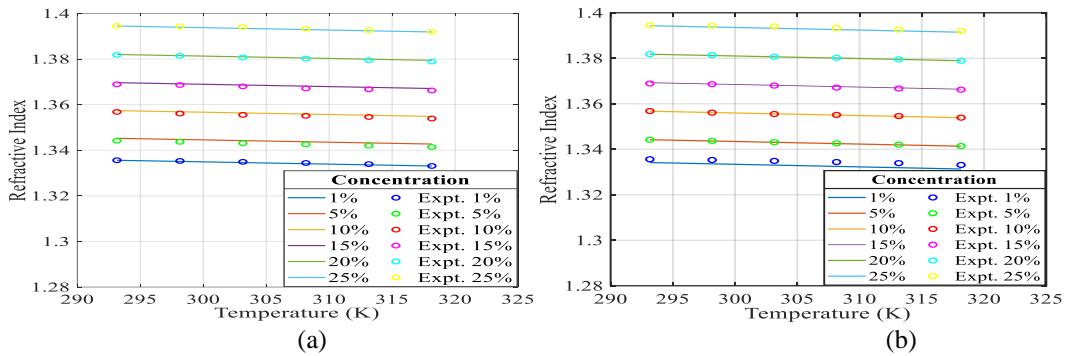 1.4
1.38
1.36
1.34
1.32
1.3
1.28
Refractive Index
290 295 300 305 310 315 320 325
Temperature (K)
Concentration
1% Expt. 1%
5% Expt. 5%
10% Expt. 10%
15% Expt. 15%
20% Expt. 20%
25% Expt. 25%
(a)
1.4
1.38
1.36
1.34
1.32
1.3
1.28
Refractive Index
290 295 300 305 310 315 320 325
Temperature (K)
Concentration
1% Expt. 1%
5% Expt. 5%
10% Expt. 10%
15% Expt. 15%
20% Expt. 20%
25% Expt. 25%
(b)